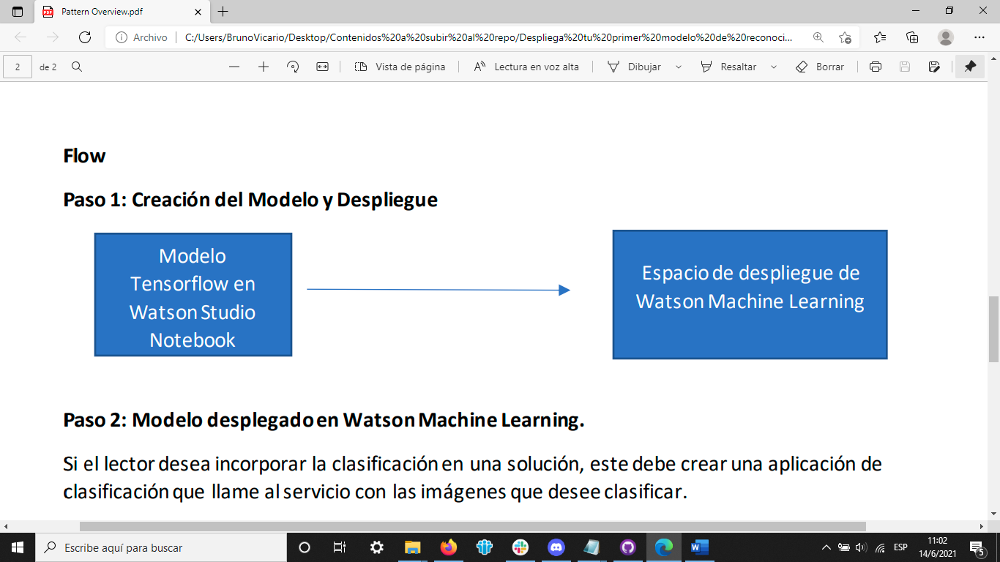 Pattern Overview.pdf
Archivo
C:/Users/BrunoVicario/Desktop/Contenidos%20a%20subir%20al%20repo/Despliega%20tu%20primer%20modelo%20de%20reconoci...
2
de 2
Vista de página
Lectura en voz alta
Dibujar
Resaltar
Borrar
Flow
Paso 1: Creación del Modelo y Despliegue
Modelo
Tensorflow en
Watson Studio
Notebook
Espacio de despliegue de
Watson Machine Learning
Paso 2: Modelo desplegado en Watson Machine Learning.
Si el lector desea incorporar la clasificación en una solución, este debe crear una aplicación de
clasificación que llame al servicio con las imágenes que desee clasificar.
Escribe aquí para buscar
ESP
11:02
14/6/2021
5